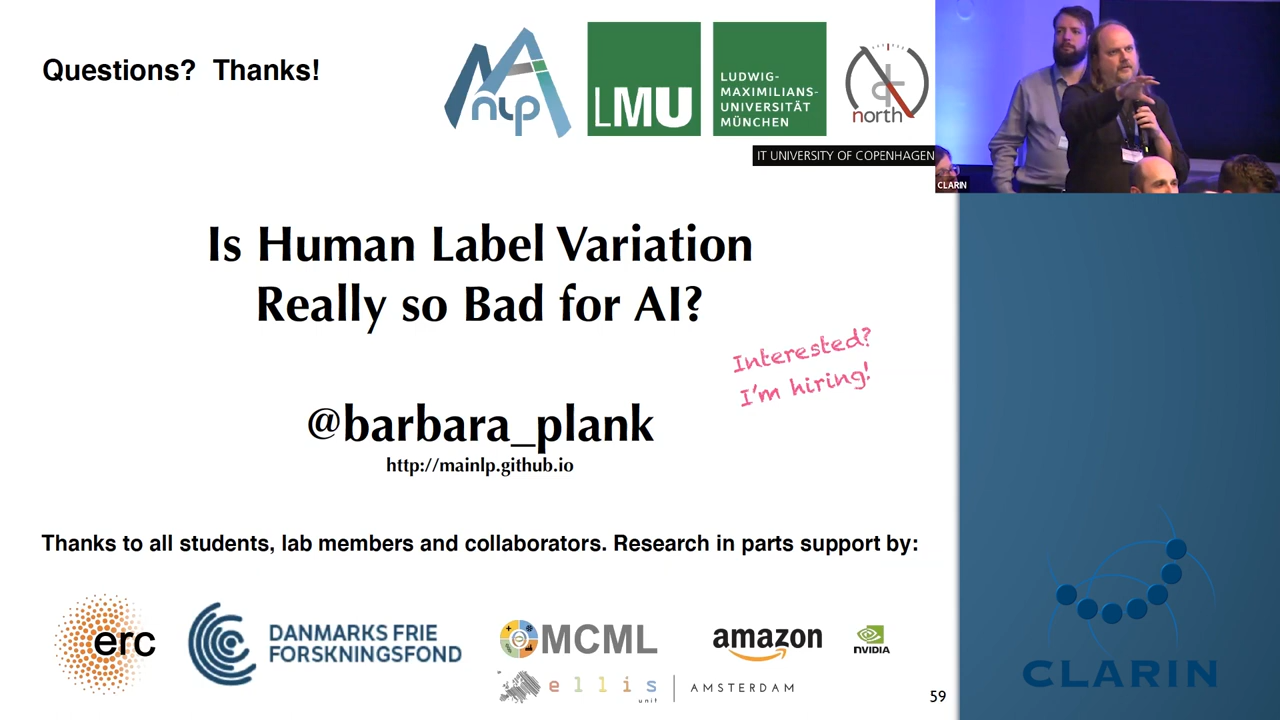 Questions? Thanks!
nlp
LMU
LUDWIG-
MAXIMILIANS-
UNIVERSITÄT
MÜNCHEN
north
IT UNIVERSITY OF COPENHAGEN
CLARIN
Is Human Label Variation
Really so Bad for AI?
Interested?
I'm hiring!
@barbara_plank
http://mainlp.github.io
Thanks to all students, lab members and collaborators. Research in parts support by:
erc
DANMARKS FRIE
FORSKNINGSFOND
MCML
amazon
NVIDIA
ellis
unit
AMSTERDAM
59
CLARIN